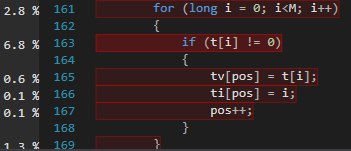 2.8 % 161 for (long i = 0; i<M; i++)
162 {
6.8 % 163 if (t[i] != 0)
164 {
0.6 % 165 tv[pos] = t[i];
0.1 % 166 ti[pos] = i;
0.1 % 167 pos++;
168 }
1.3 % 169 }